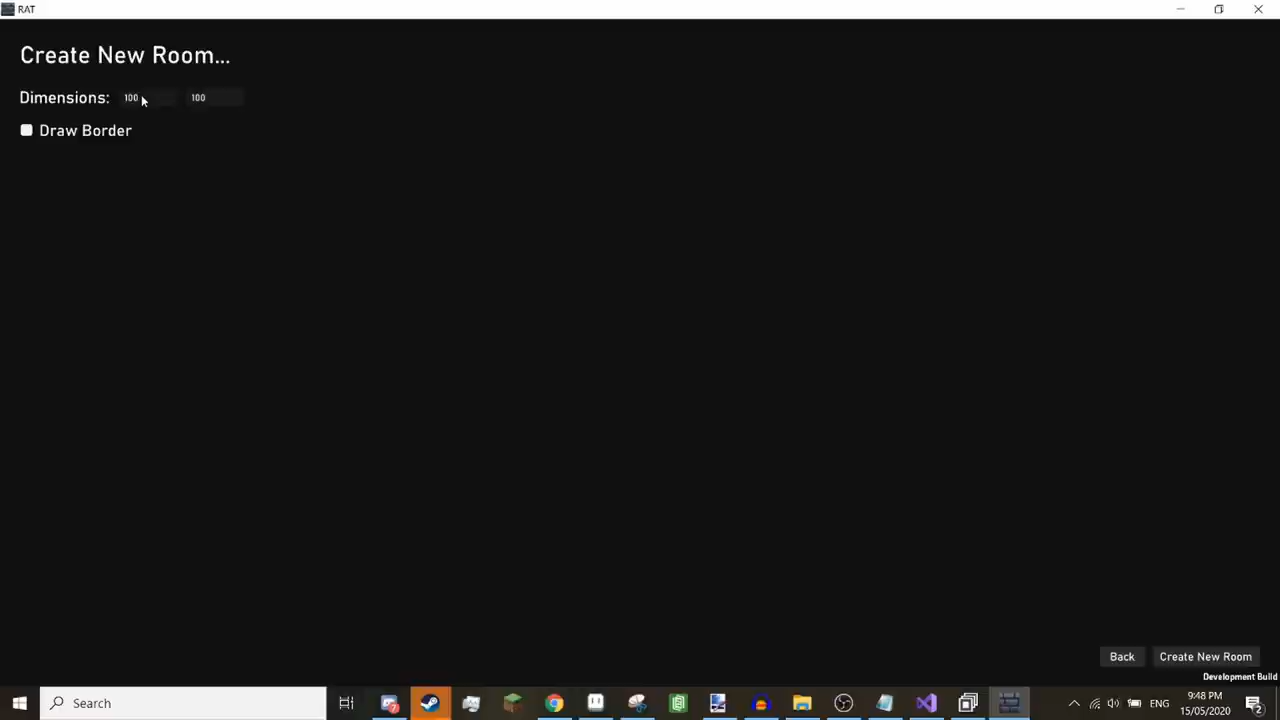 RAT
Create New Room...
Dimensions: 100 100
Draw Border
Back Create New Room
Development Build
Search
ENG
9:48 PM
15/05/2020
2